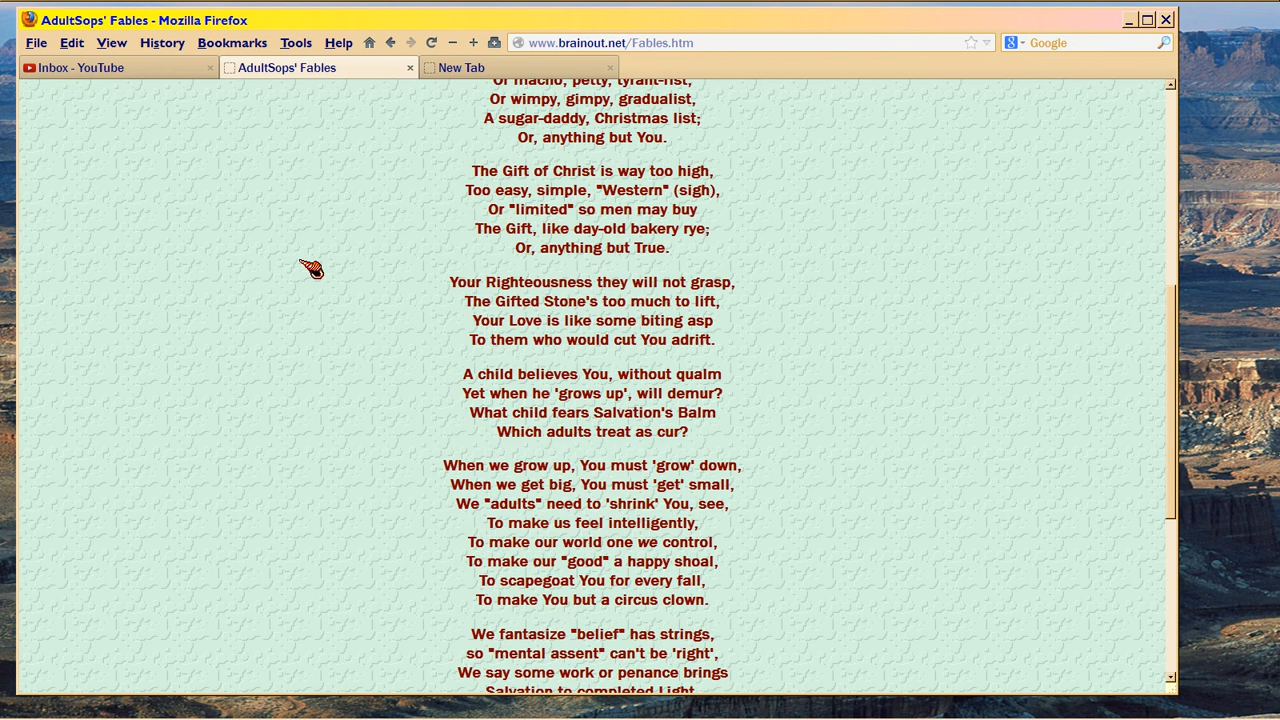 AdultSops' Fables - Mozilla Firefox
File Edit View History Bookmarks Tools Help
www.brainout.net/Fables.htm
Google
Inbox - YouTube
AdultSops' Fables
New Tab
Or macho, petty, tyrant-fist,
Or wimpy, gimpy, gradualist,
A sugar-daddy, Christmas list;
Or, anything but You.
The Gift of Christ is way too high,
Too easy, simple, "Western" (sigh),
Or "limited" so men may buy
The Gift, like day-old bakery rye;
Or, anything but True.
Your Righteousness they will not grasp,
The Gifted Stone's too much to lift,
Your Love is like some biting asp
To them who would cut You adrift.
A child believes You, without qualm
Yet when he 'grows up', will demur?
What child fears Salvation's Balm
Which adults treat as cur?
When we grow up, You must 'grow' down,
When we get big, You must 'get' small,
We "adults" need to 'shrink' You, see,
To make us feel intelligently,
To make our world one we control,
To make our "good" a happy shoal,
To scapegoat You for every fall,
To make You but a circus clown.
We fantasize "belief" has strings,
so "mental assent" can't be 'right',
We say some work or penance brings
Salvation to completed Light